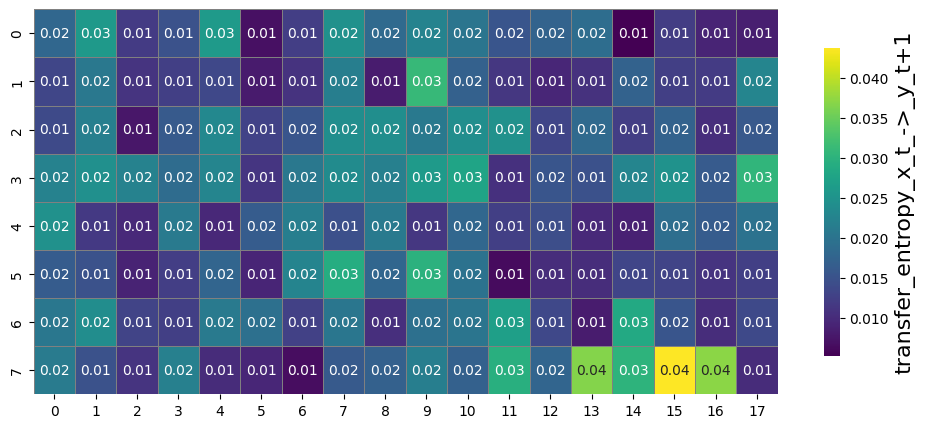 0 0.02 0.03 0.01 0.01 0.03 0.01 0.01 0.02 0.02 0.02 0.02 0.02 0.02 0.02 0.01 0.01 0.01 0.01
1 0.01 0.02 0.01 0.01 0.01 0.01 0.01 0.02 0.01 0.03 0.02 0.01 0.01 0.01 0.02 0.01 0.01 0.02
2 0.01 0.02 0.01 0.02 0.02 0.01 0.02 0.02 0.02 0.02 0.02 0.02 0.01 0.02 0.01 0.02 0.01 0.02
3 0.02 0.02 0.02 0.02 0.02 0.01 0.02 0.02 0.02 0.03 0.03 0.01 0.02 0.01 0.02 0.02 0.02 0.03
4 0.02 0.01 0.01 0.02 0.01 0.02 0.02 0.01 0.02 0.01 0.02 0.01 0.01 0.01 0.01 0.02 0.02 0.02
5 0.02 0.01 0.01 0.01 0.02 0.01 0.02 0.03 0.02 0.03 0.02 0.01 0.01 0.01 0.01 0.01 0.01 0.01
6 0.02 0.02 0.01 0.01 0.02 0.02 0.01 0.02 0.01 0.02 0.02 0.03 0.01 0.01 0.03 0.02 0.01 0.01
7 0.02 0.01 0.01 0.02 0.01 0.01 0.01 0.02 0.02 0.02 0.02 0.03 0.02 0.04 0.03 0.04 0.04 0.01
0 1 2 3 4 5 6 7 8 9 10 11 12 13 14 15 16 17
0.040
0.035
0.030
0.025
0.020
0.015
0.010
transfer_entropy_x_t_->_y_t+1